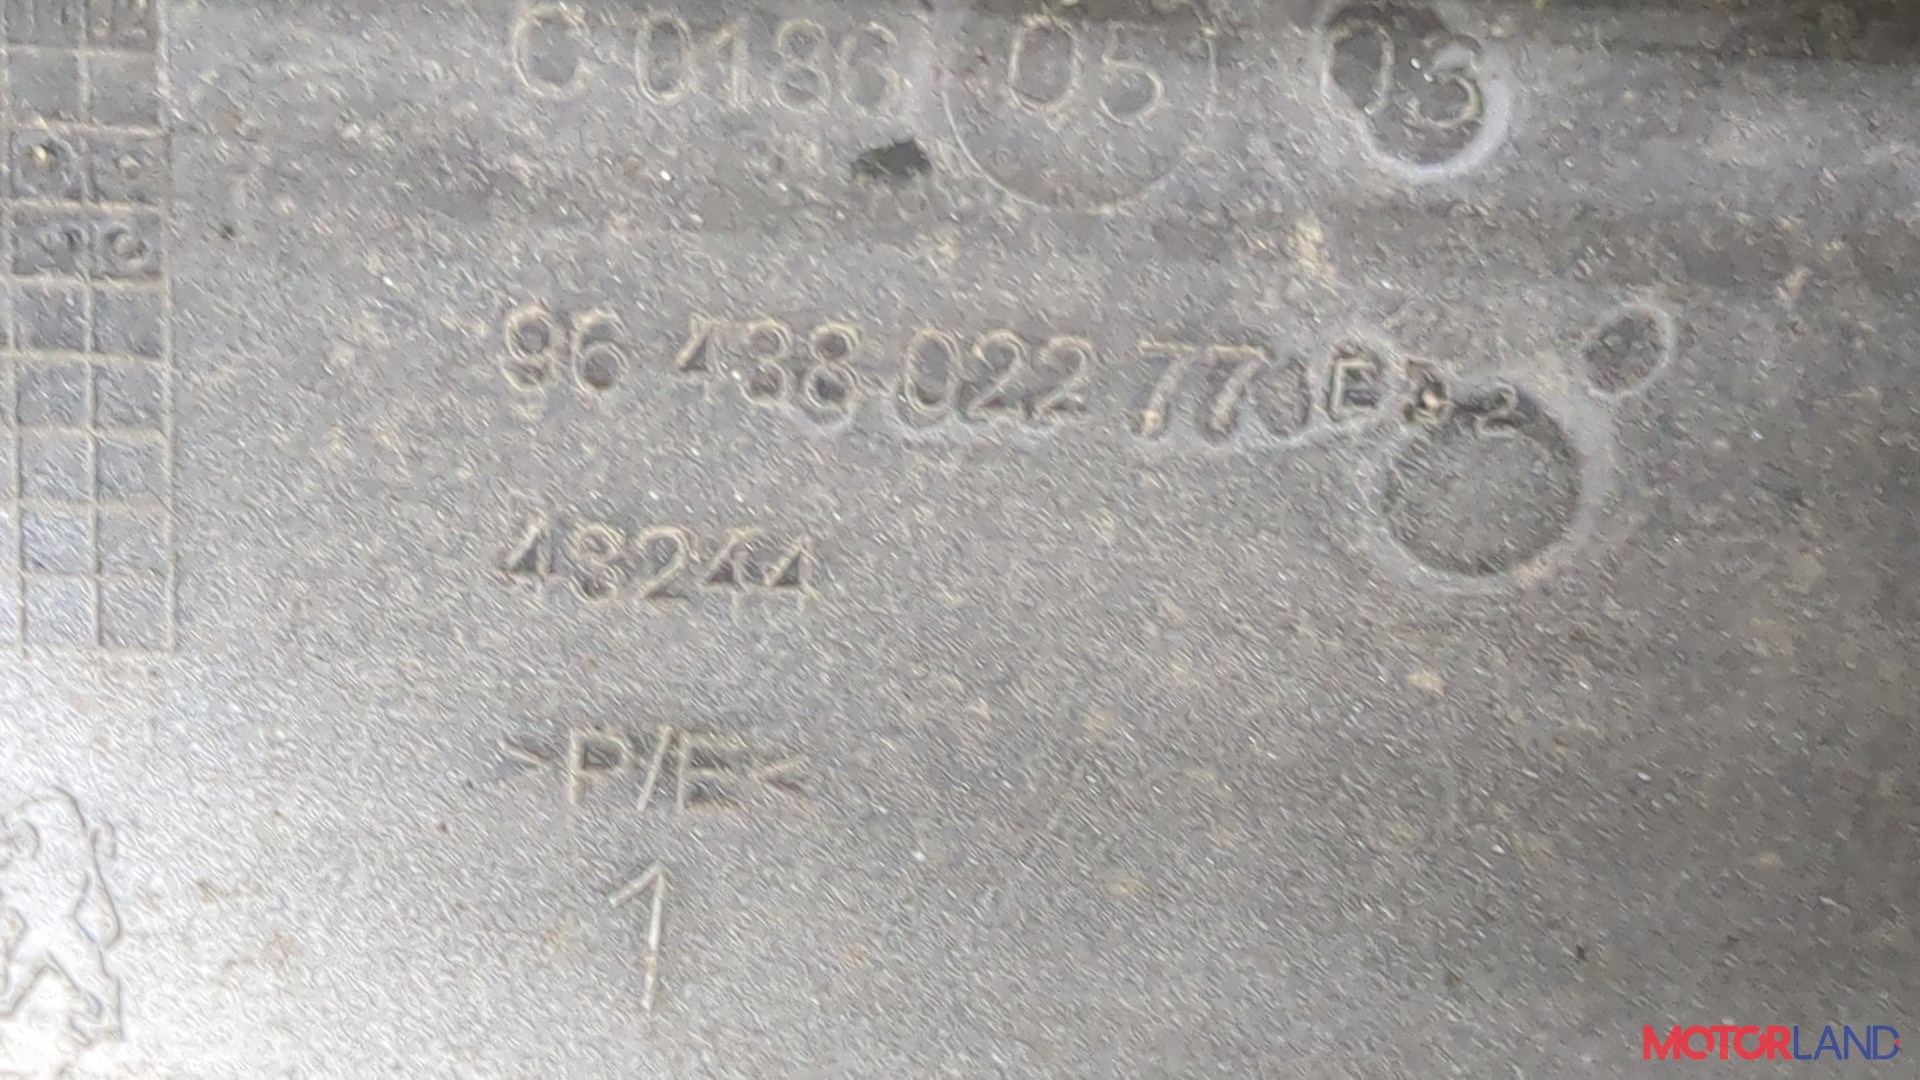 C 0186 05 03
96 438 022 77
48244
>P/E<
1
MOTORLAND